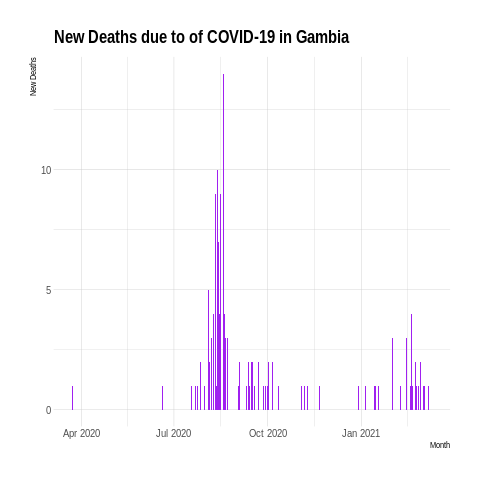 New Deaths due to of COVID-19 in Gambia
New Deaths
10
5
0
Apr 2020 Jul 2020 Oct 2020 Jan 2021
Month